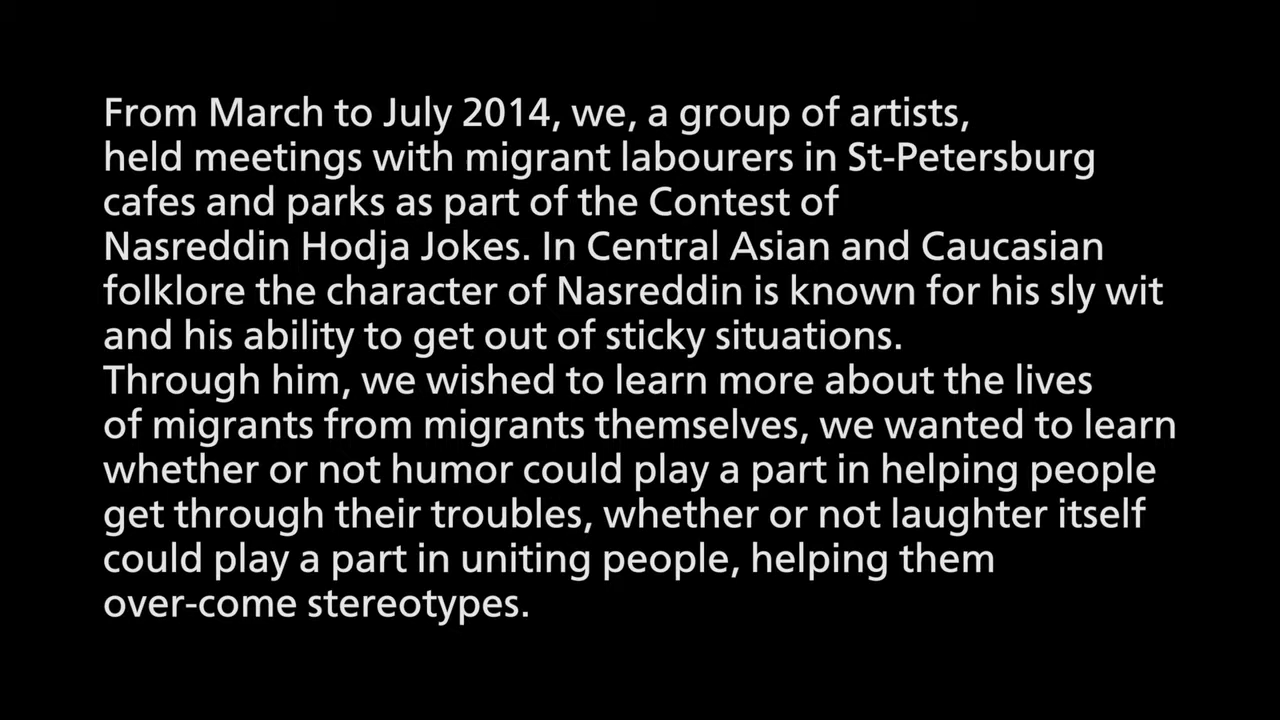 From March to July 2014, we, a group of artists,
held meetings with migrant labourers in St-Petersburg
cafes and parks as part of the Contest of
Nasreddin Hodja Jokes. In Central Asian and Caucasian
folklore the character of Nasreddin is known for his sly wit
and his ability to get out of sticky situations.
Through him, we wished to learn more about the lives
of migrants from migrants themselves, we wanted to learn
whether or not humor could play a part in helping people
get through their troubles, whether or not laughter itself
could play a part in uniting people, helping them
over-come stereotypes.